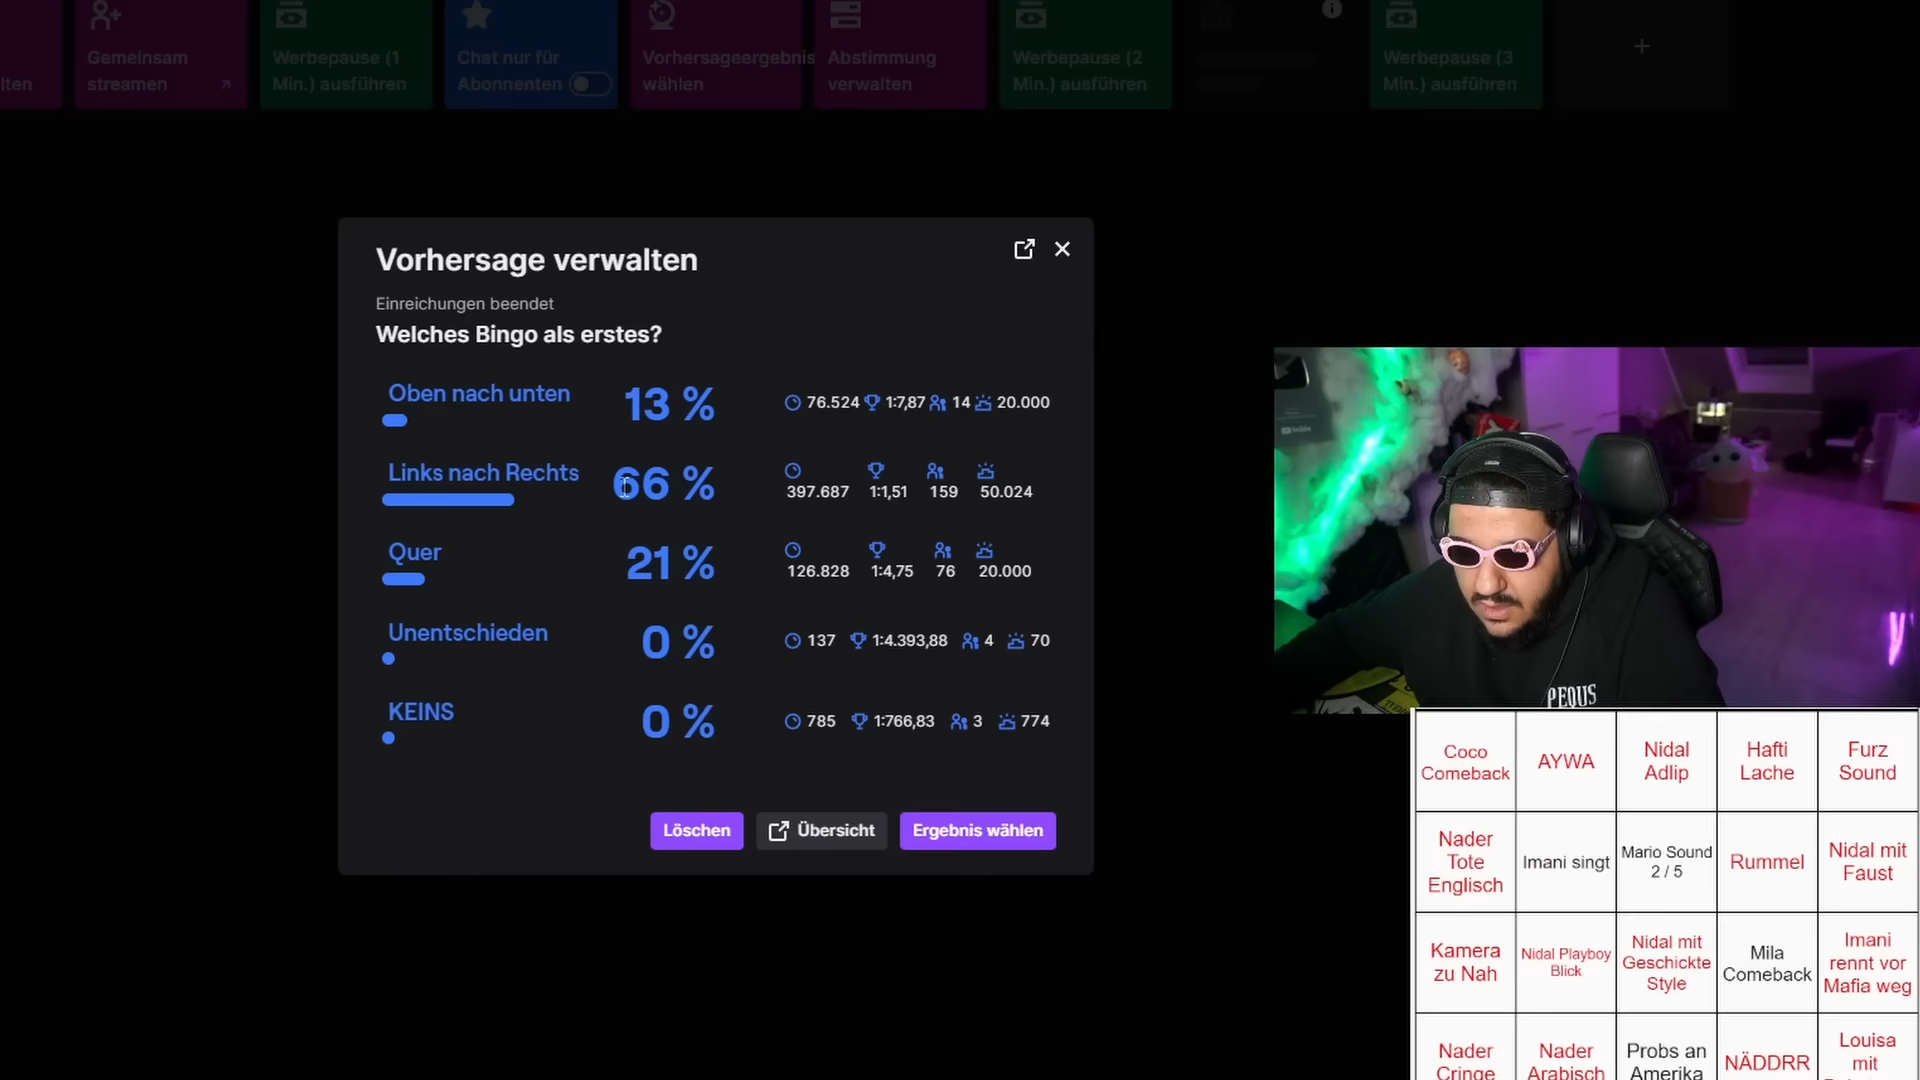 lten
Gemeinsam
streamen
Werbepause (1
Min.) ausführen
Chat nur für
Abonnenten
Vorhersageergebnis
wählen
Abstimmung
verwalten
Werbepause (2
Min.) ausführen
Werbepause (3
Min.) ausführen
Vorhersage verwalten
Einreichungen beendet
Welches Bingo als erstes?
Oben nach unten 13 % 76.524 1:7,87 14 20.000
Links nach Rechts 66 % 397.687 1:1,51 159 50.024
Quer 21 % 126.828 1:4,75 76 20.000
Unentschieden 0 % 137 1:4.393,88 4 70
KEINS 0 % 785 1:766,83 3 774
Löschen Übersicht Ergebnis wählen
PEQUS
Coco
Comeback
AYWA
Nidal
Adlip
Hafti
Lache
Furz
Sound
Nader
Tote
Englisch
Imani singt
Mario Sound
2 / 5
Rummel
Nidal mit
Faust
Kamera
zu Nah
Nidal Playboy
Blick
Nidal mit
Geschickte
Style
Mila
Comeback
Imani
rennt vor
Mafia weg
Nader
Cringe
Nader
Arabisch
Probs an
Amerika
NÄDDRR
Louisa
mit